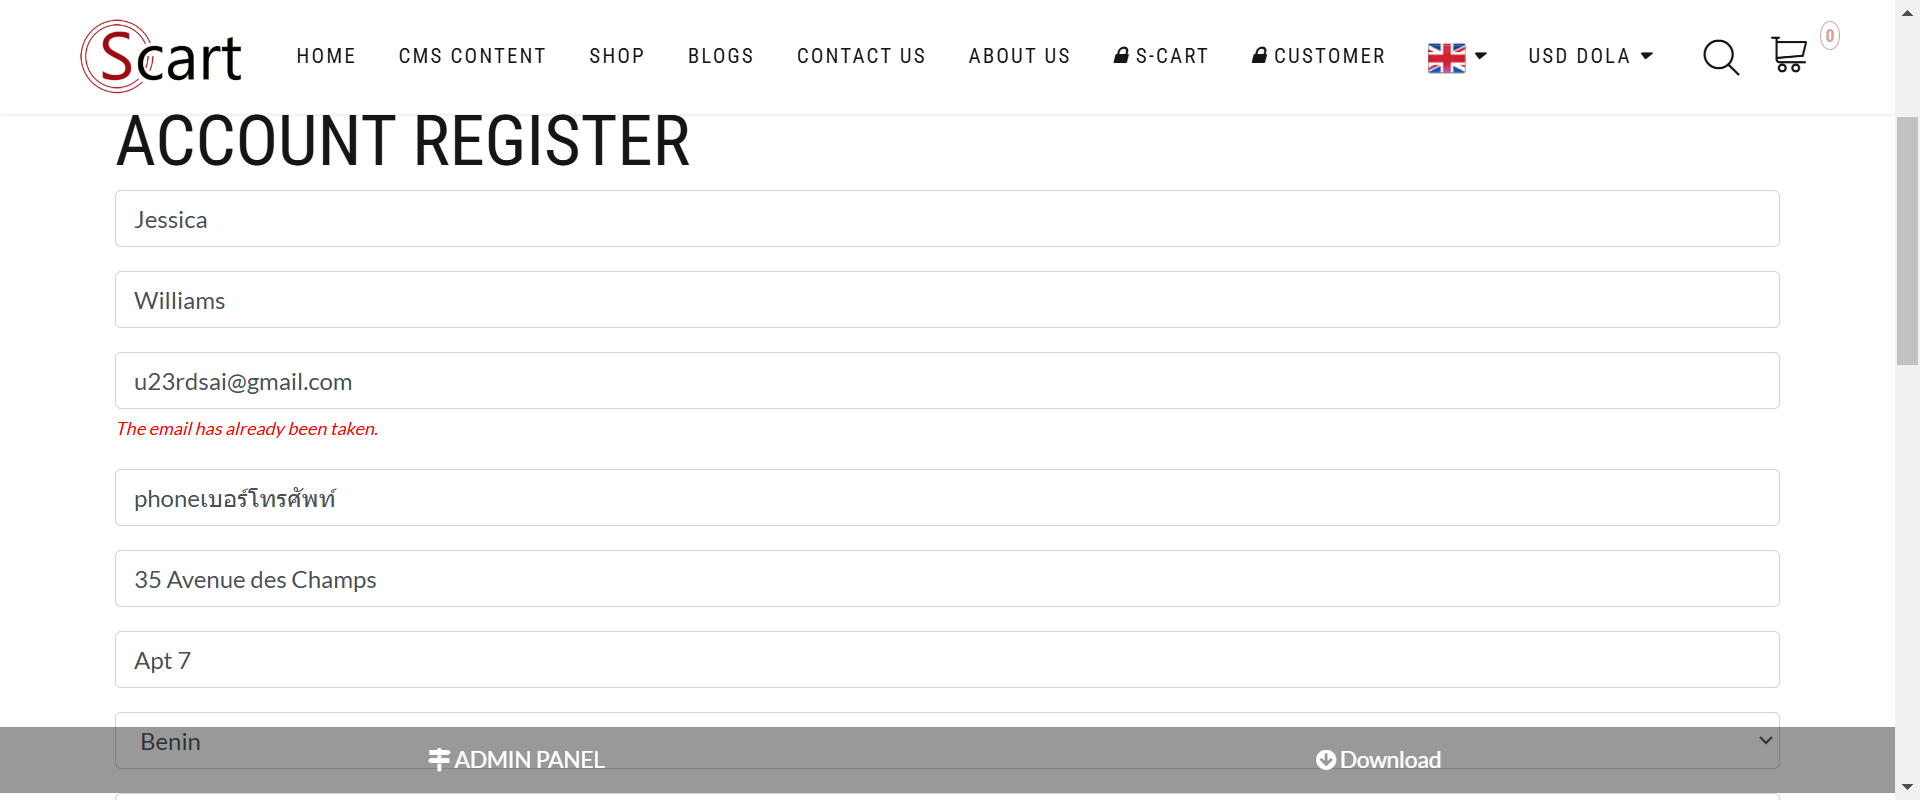 Scart
HOME CMS CONTENT SHOP BLOGS CONTACT US ABOUT US S-CART CUSTOMER USD DOLA 0
ACCOUNT REGISTER
Jessica
Williams
u23rdsai@gmail.com
The email has already been taken.
phoneเบอร์โทรศัพท์
35 Avenue des Champs
Apt 7
Benin
ADMIN PANEL Download